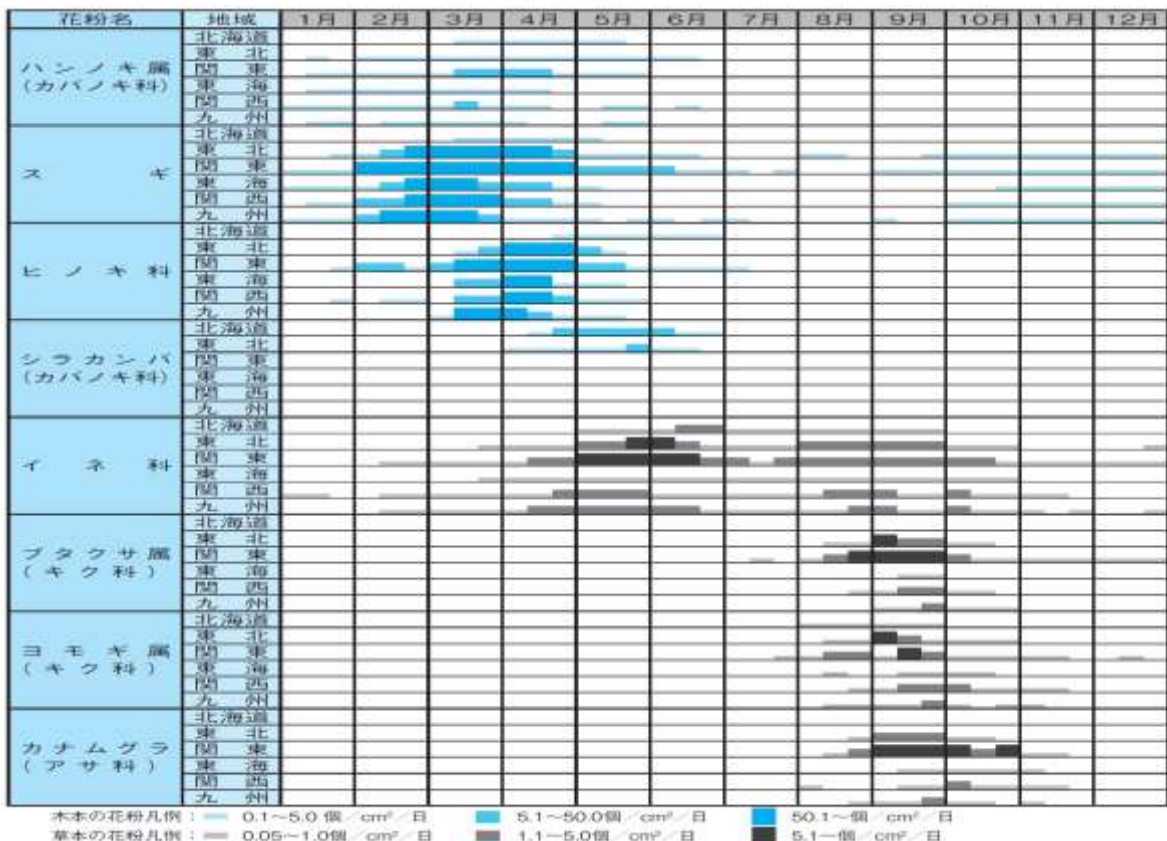 花粉名 地域 1月 2月 3月 4月 5月 6月 7月 8月 9月 10月 11月 12月
ハンノキ属
(カバノキ科)
北海道
東北
関東
東海
関西
九州
スギ
北海道
東北
関東
東海
関西
九州
ヒノキ科
北海道
東北
関東
東海
関西
九州
シラカンバ
(カバノキ科)
北海道
東北
関東
東海
関西
九州
イネ科
北海道
東北
関東
東海
関西
九州
ブタクサ属
(キク科)
北海道
東北
関東
東海
関西
九州
ヨモギ属
(キク科)
北海道
東北
関東
東海
関西
九州
カナムグラ
(アサ科)
北海道
東北
関東
東海
関西
九州
木本の花粉凡例: 0.1~5.0個/cm²/日 5.1~50.0個/cm²/日 50.1~個/cm²/日
草本の花粉凡例: 0.05~1.0個/cm²/日 1.1~5.0個/cm²/日 5.1~個/cm²/日